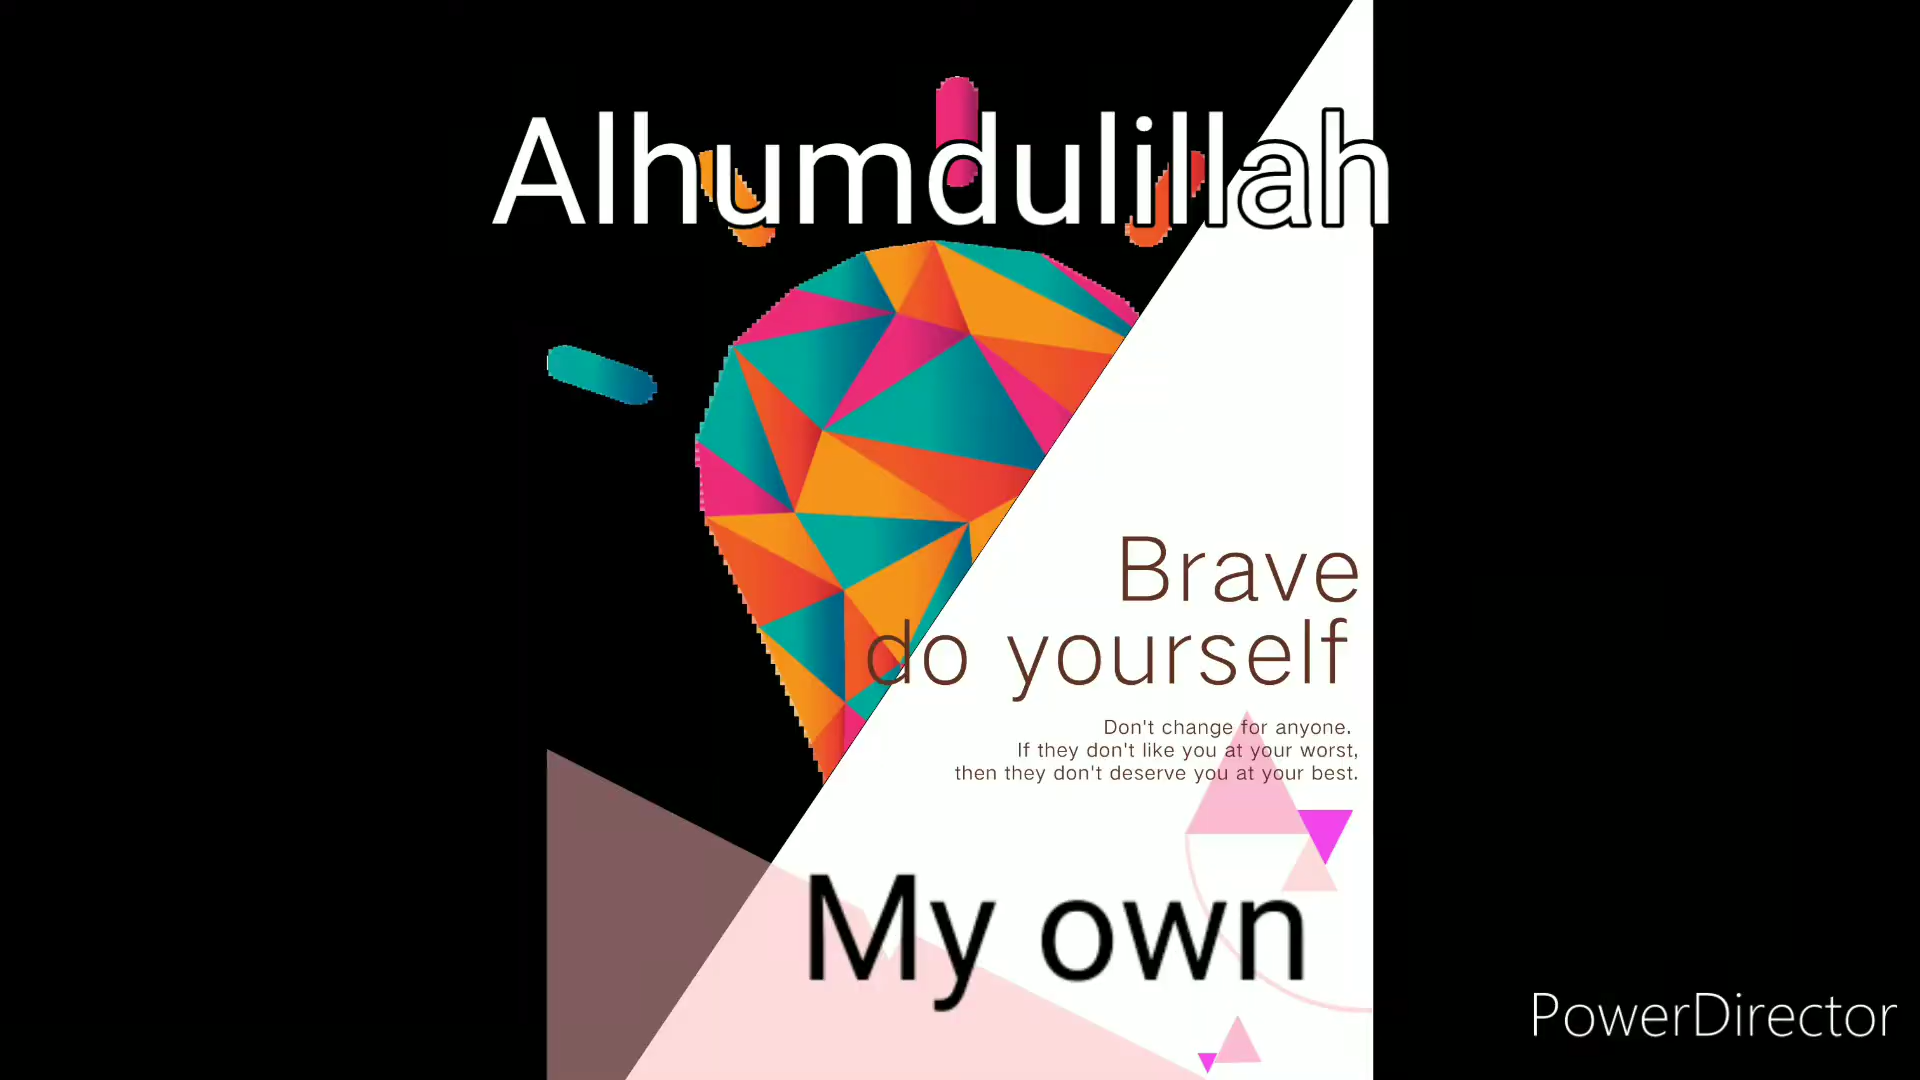 Alhumdulillah
Brave
do yourself
Don't change for anyone.
If they don't like you at your worst,
then they don't deserve you at your best.
My own
PowerDirector